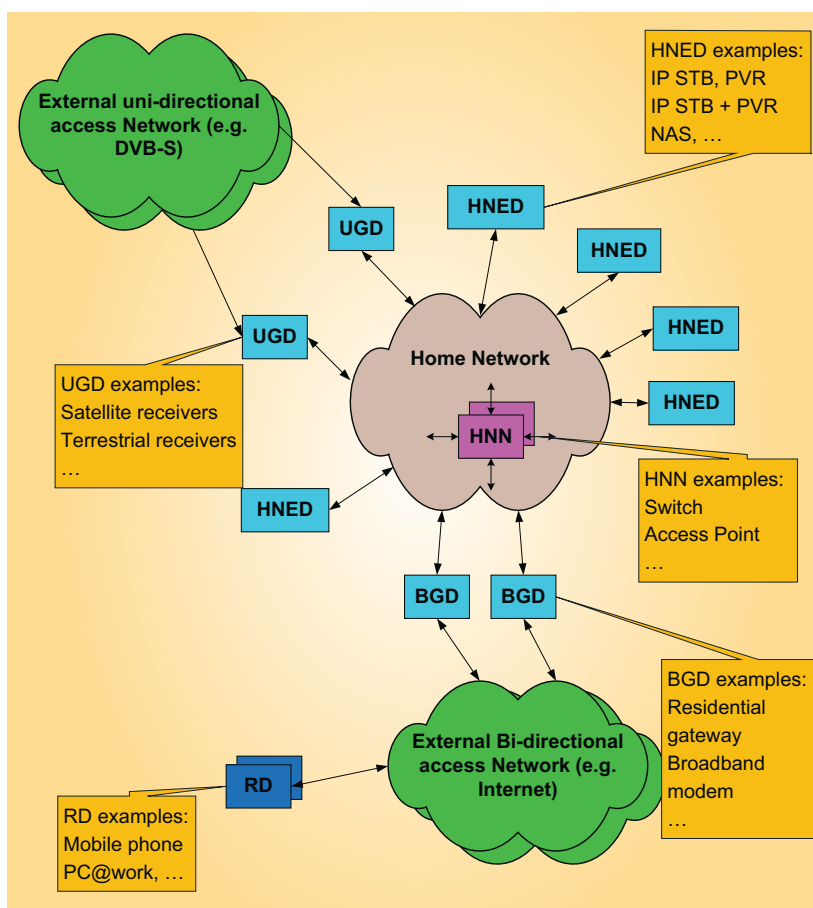 External uni-directional
access Network (e.g.
DVB-S)
HNED examples:
IP STB, PVR
IP STB + PVR
NAS, …
UGD
HNED
HNED
UGD
HNED
Home Network
UGD examples:
Satellite receivers
Terrestrial receivers
…
HNED
HNN
HNN examples:
Switch
Access Point
…
HNED
BGD
BGD
BGD examples:
Residential
gateway
Broadband
modem
…
External Bi-directional
access Network (e.g.
Internet)
RD
RD examples:
Mobile phone
PC@work, …